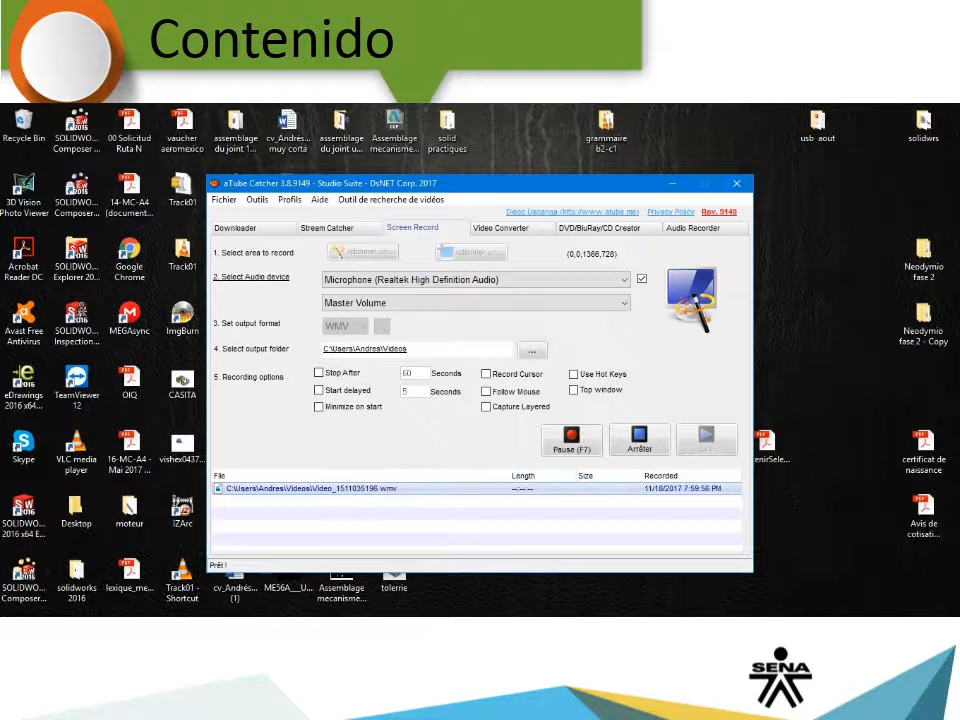 Contenido
Recycle Bin
SOLIDWO...
Composer ...
00 Solicitud
Ruta N
vaucher
aeromexico
assemblage
du joint 1...
cv_Andrés...
muy corta
assemblage
du joint u...
Assemblage
mecanisme...
solid
practiques
grammaire
b2-c1
usb aout
solidwrs
3D Vision
Photo Viewer
SOLIDWO...
Composer...
14-MC-A4
(document...
Track01
Acrobat
Reader DC
SOLIDWO...
Explorer 20...
Google
Chrome
Track01
Avast Free
Antivirus
SOLIDWO...
Inspection...
MEGAsync
ImgBurn
eDrawings
2016 x64...
TeamViewer
12
OIQ
CASITA
Skype
VLC media
player
16-MC-A4 -
Mai 2017 ...
vishex0437...
SOLIDWO...
2016 x64 E...
Desktop
moteur
IZArc
SOLIDWO...
Composer...
solidworks
2016
lexique_me...
Track01 -
Shortcut
cv_Andrés...
(1)
ME56A___U...
Assemblage
mecanisme...
tolerie
aTube Catcher 3.8.9149 - Studio Suite - DsNET Corp. 2017
Fichier Outils Profils Aide Outil de recherche de vidéos
Diego Uscanga (http://www.atube.me) Privacy Policy Rev. 9149
Downloader Stream Catcher Screen Record Video Converter DVD/BluRay/CD Creator Audio Recorder
1. Select area to record
ctionner un... ctionner un...
(0,0,1366,728)
2. Select Audio device
Microphone (Realtek High Definition Audio)
Master Volume
3. Set output format
WMV ...
4. Select output folder
C:\Users\Andres\Videos ...
5. Recording options
Stop After 60 Seconds Record Cursor Use Hot Keys
Start delayed 5 Seconds Follow Mouse Top window
Minimize on start Capture Layered
Pause (F7) Arrêter
File Length Size Recorded
C:\Users\Andres\Videos\Video_1511035196.wmv --:--:-- 11/18/2017 7:59:56 PM
Prêt !
Neodymio
fase 2
Neodymio
fase 2 - Copy
enirSele...
certificat de
naissance
Avis de
cotisati...
SENA